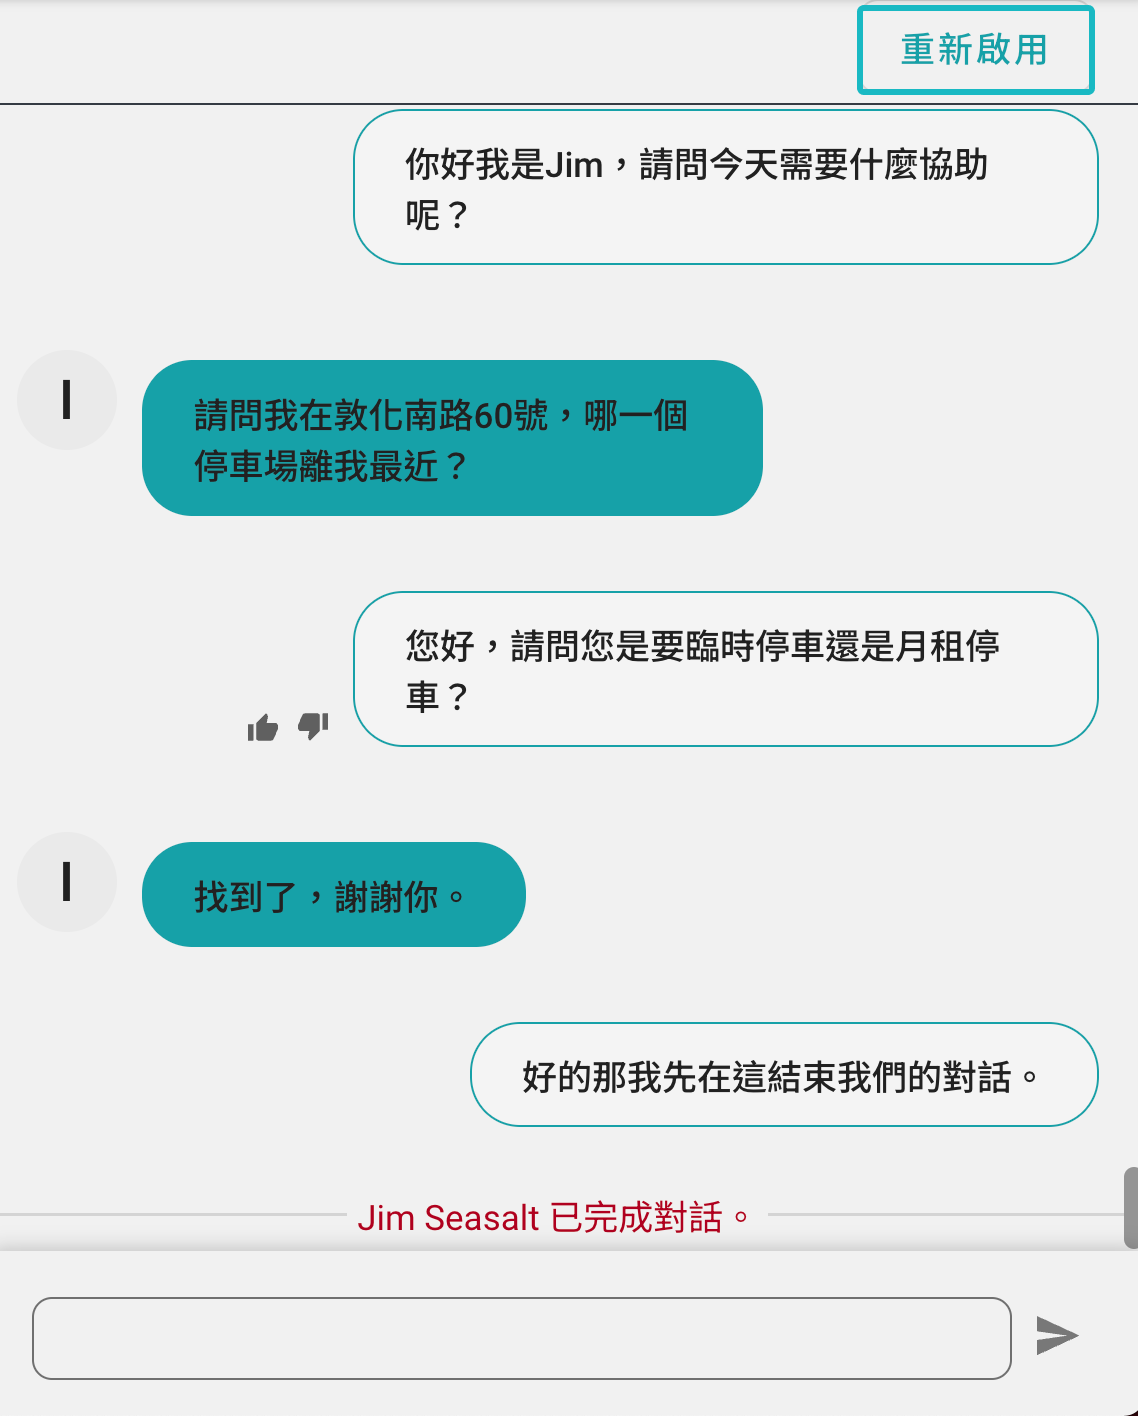 重新啟用
你好我是Jim，請問今天需要什麼協助
呢？
I
請問我在敦化南路60號，哪一個
停車場離我最近？
您好，請問您是要臨時停車還是月租停
車？
I
找到了，謝謝你。
好的那我先在這結束我們的對話。
Jim Seasalt 已完成對話。